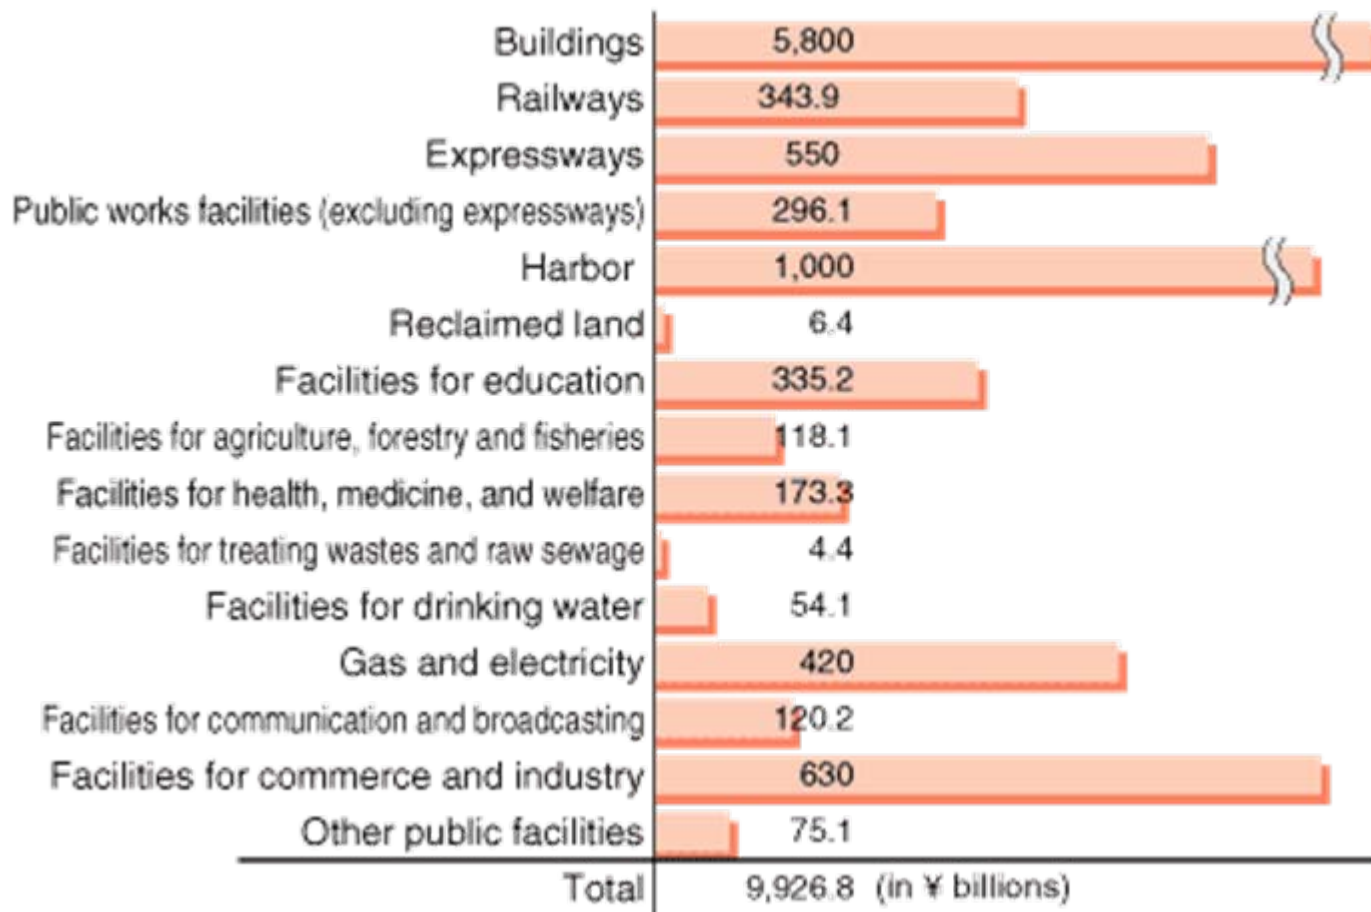 Buildings 5,800
Railways 343.9
Expressways 550
Public works facilities (excluding expressways) 296.1
Harbor 1,000
Reclaimed land 6.4
Facilities for education 335.2
Facilities for agriculture, forestry and fisheries 118.1
Facilities for health, medicine, and welfare 173.3
Facilities for treating wastes and raw sewage 4.4
Facilities for drinking water 54.1
Gas and electricity 420
Facilities for communication and broadcasting 120.2
Facilities for commerce and industry 630
Other public facilities 75.1
Total 9,926.8 (in ¥ billions)